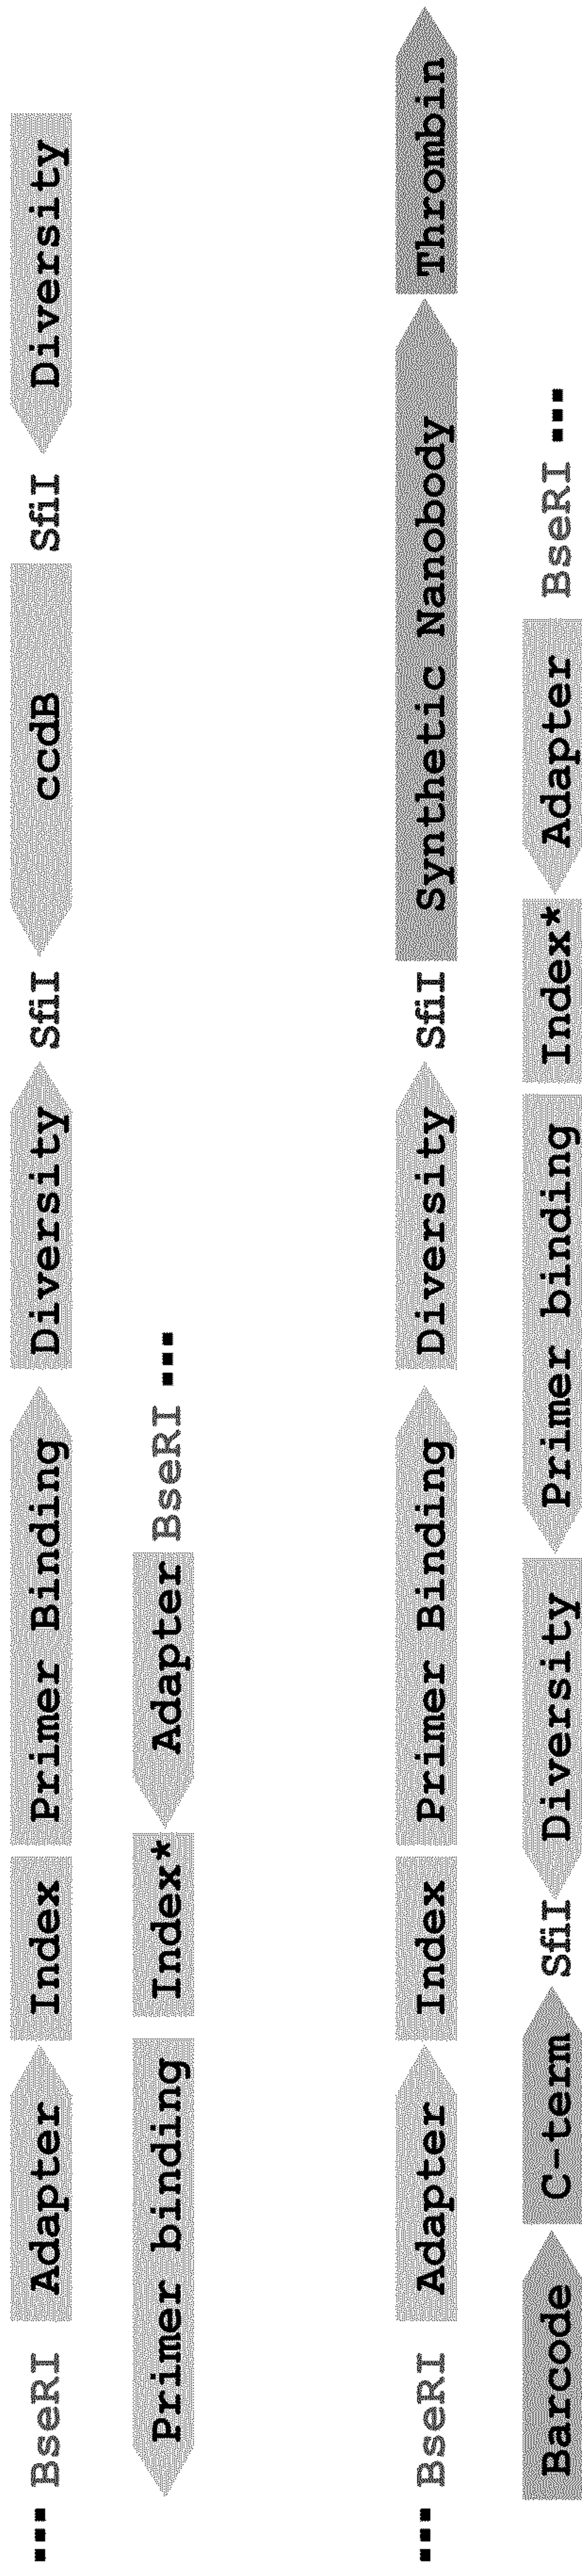 ... BseRI Adapter Index Primer Binding Diversity SfiI ccdB SfiI Diversity
Primer binding Index* Adapter BseRI ...
... BseRI Adapter Index Primer Binding Diversity SfiI Synthetic Nanobody Thrombin
Barcode C-term SfiI Diversity Primer binding Index* Adapter BseRI ...